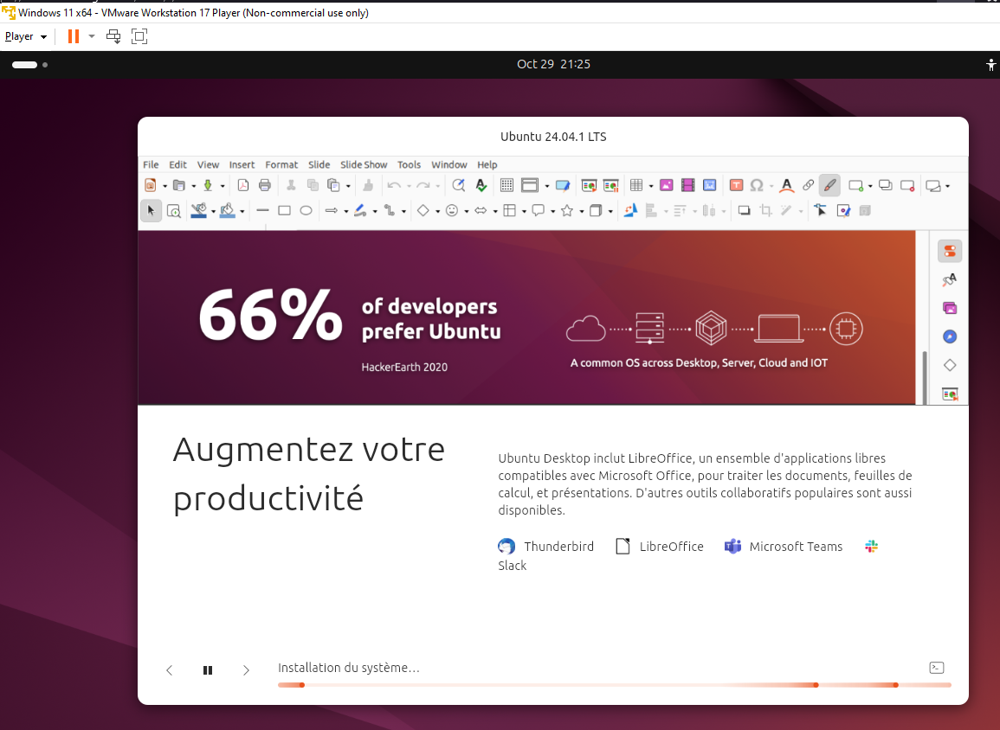 Windows 11 x64 - VMware Workstation 17 Player (Non-commercial use only)
Player
Oct 29 21:25
Ubuntu 24.04.1 LTS
File Edit View Insert Format Slide Slide Show Tools Window Help
66%
of developers
prefer Ubuntu
HackerEarth 2020
A common OS across Desktop, Server, Cloud and IOT
Augmentez votre
productivité
Ubuntu Desktop inclut LibreOffice, un ensemble d'applications libres
compatibles avec Microsoft Office, pour traiter les documents, feuilles de
calcul, et présentations. D'autres outils collaboratifs populaires sont aussi
disponibles.
Thunderbird LibreOffice Microsoft Teams
Slack
Installation du système…